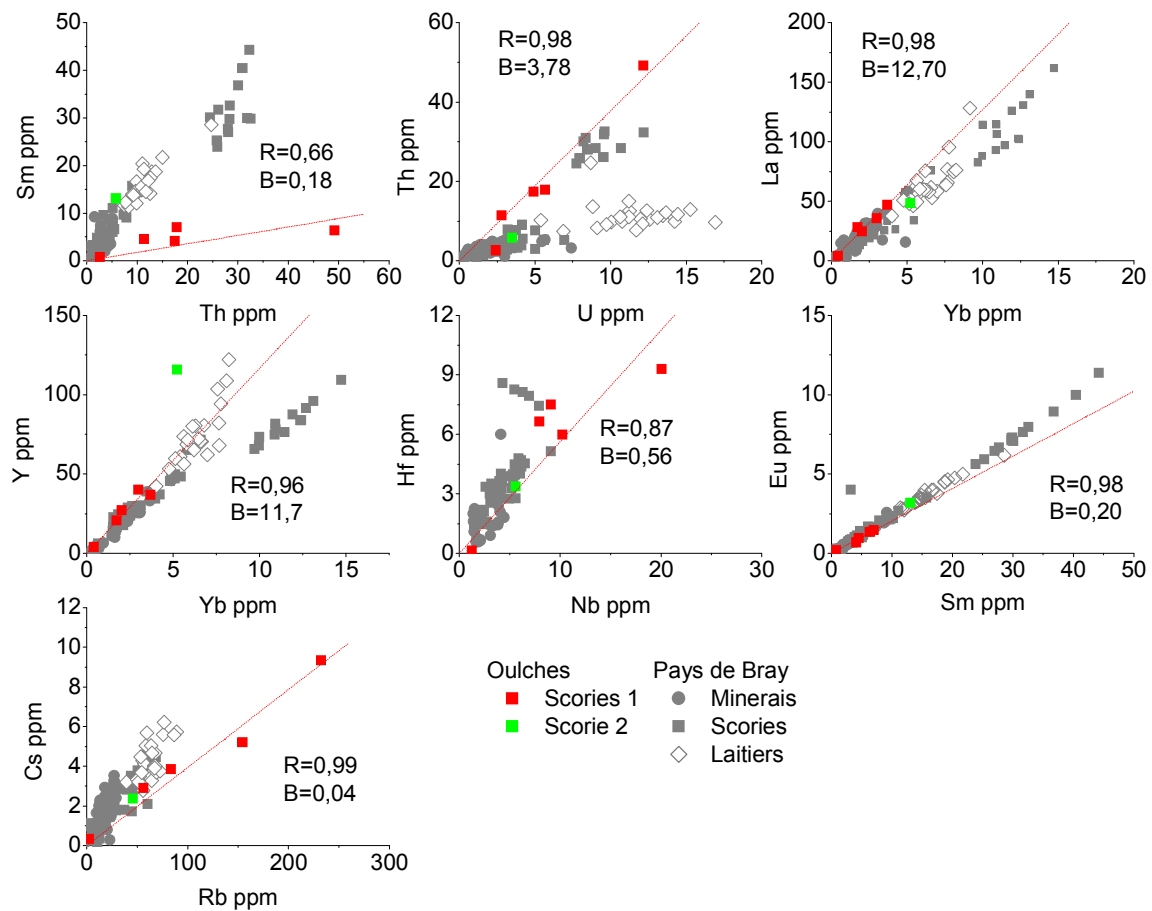 50
40
30
20
10
0
0 10 20 30 40 50 60
Sm ppm
Th ppm
R=0,66
B=0,18
60
40
20
0
0 5 10 15 20
Th ppm
U ppm
R=0,98
B=3,78
200
150
100
50
0
0 5 10 15 20
La ppm
Yb ppm
R=0,98
B=12,70
150
100
50
0
0 5 10 15
Y ppm
Yb ppm
R=0,96
B=11,7
12
9
6
3
0
0 10 20 30
Hf ppm
Nb ppm
R=0,87
B=0,56
15
10
5
0
0 10 20 30 40 50
Eu ppm
Sm ppm
R=0,98
B=0,20
12
10
8
6
4
2
0
0 100 200 300
Cs ppm
Rb ppm
R=0,99
B=0,04
Oulches
Scories 1
Scorie 2
Pays de Bray
Minerais
Scories
Laitiers